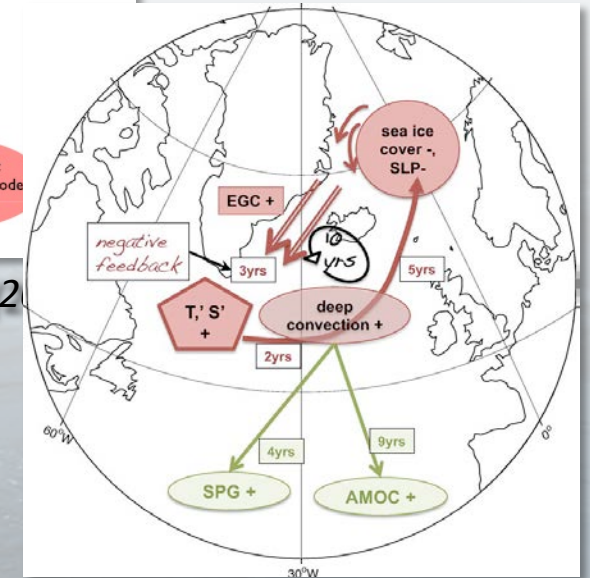 sea ice
cover -,
SLP-
EGC +
10
yrs
negative
feedback
3yrs
5yrs
T,' S'
+
deep
convection +
2yrs
4yrs
9yrs
SPG +
AMOC +
60°W
0°
30°W